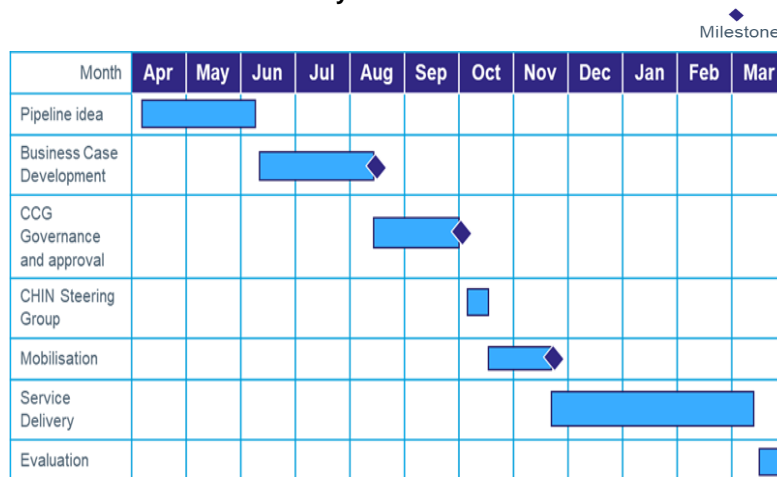 Milestone
Month Apr May Jun Jul Aug Sep Oct Nov Dec Jan Feb Mar
Pipeline idea
Business Case
Development
CCG
Governance
and approval
CHIN Steering
Group
Mobilisation
Service
Delivery
Evaluation